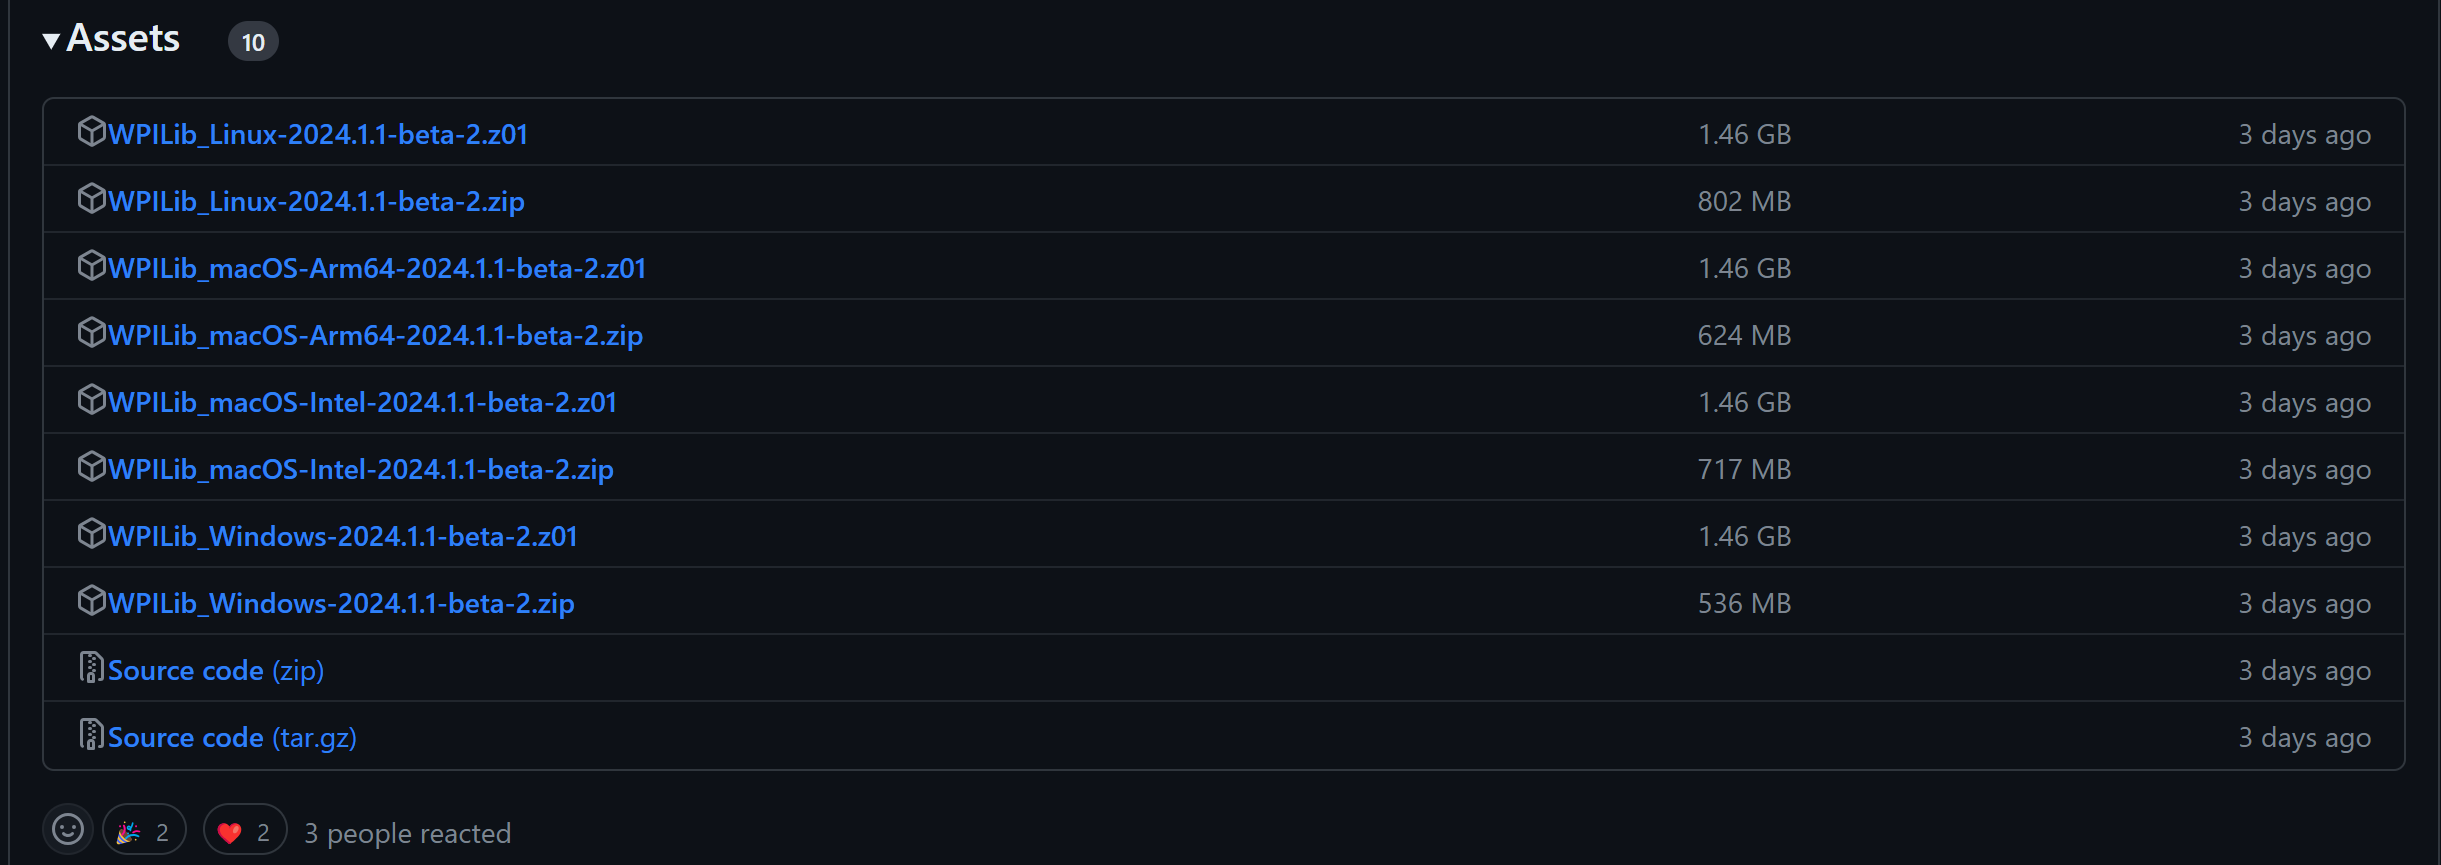 Assets 10
WPILib_Linux-2024.1.1-beta-2.z01 1.46 GB 3 days ago
WPILib_Linux-2024.1.1-beta-2.zip 802 MB 3 days ago
WPILib_macOS-Arm64-2024.1.1-beta-2.z01 1.46 GB 3 days ago
WPILib_macOS-Arm64-2024.1.1-beta-2.zip 624 MB 3 days ago
WPILib_macOS-Intel-2024.1.1-beta-2.z01 1.46 GB 3 days ago
WPILib_macOS-Intel-2024.1.1-beta-2.zip 717 MB 3 days ago
WPILib_Windows-2024.1.1-beta-2.z01 1.46 GB 3 days ago
WPILib_Windows-2024.1.1-beta-2.zip 536 MB 3 days ago
Source code (zip) 3 days ago
Source code (tar.gz) 3 days ago
2 2 3 people reacted